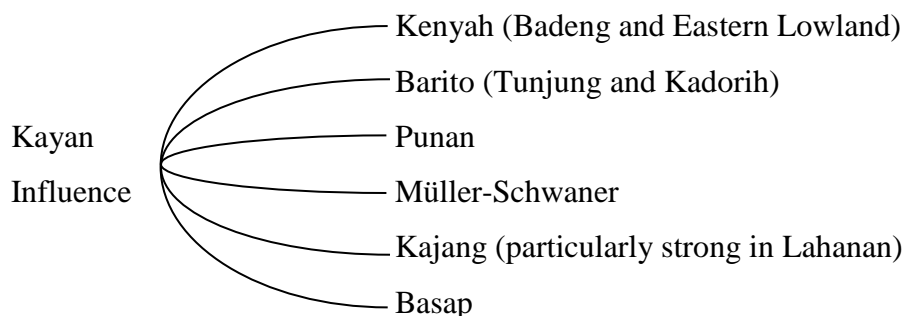 Kenyah (Badeng and Eastern Lowland)
Barito (Tunjung and Kadorih)
Kayan
Influence
Punan
Müller-Schwaner
Kajang (particularly strong in Lahanan)
Basap